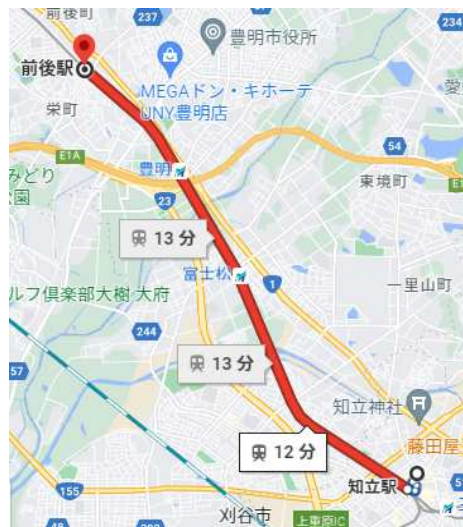 前後町
237
豊明市役所
234
前後駅
MEGAドン・キホーテ
UNY豊明店
栄町
E1A
54
みどり
公園
豊明
東境町
23
13 分
富士松
1
一里山町
ルフ倶楽部大樹 大府
244
57
13 分
知立神社
藤田屋
12 分
知立駅
51
155
刈谷市
上重原IC
48